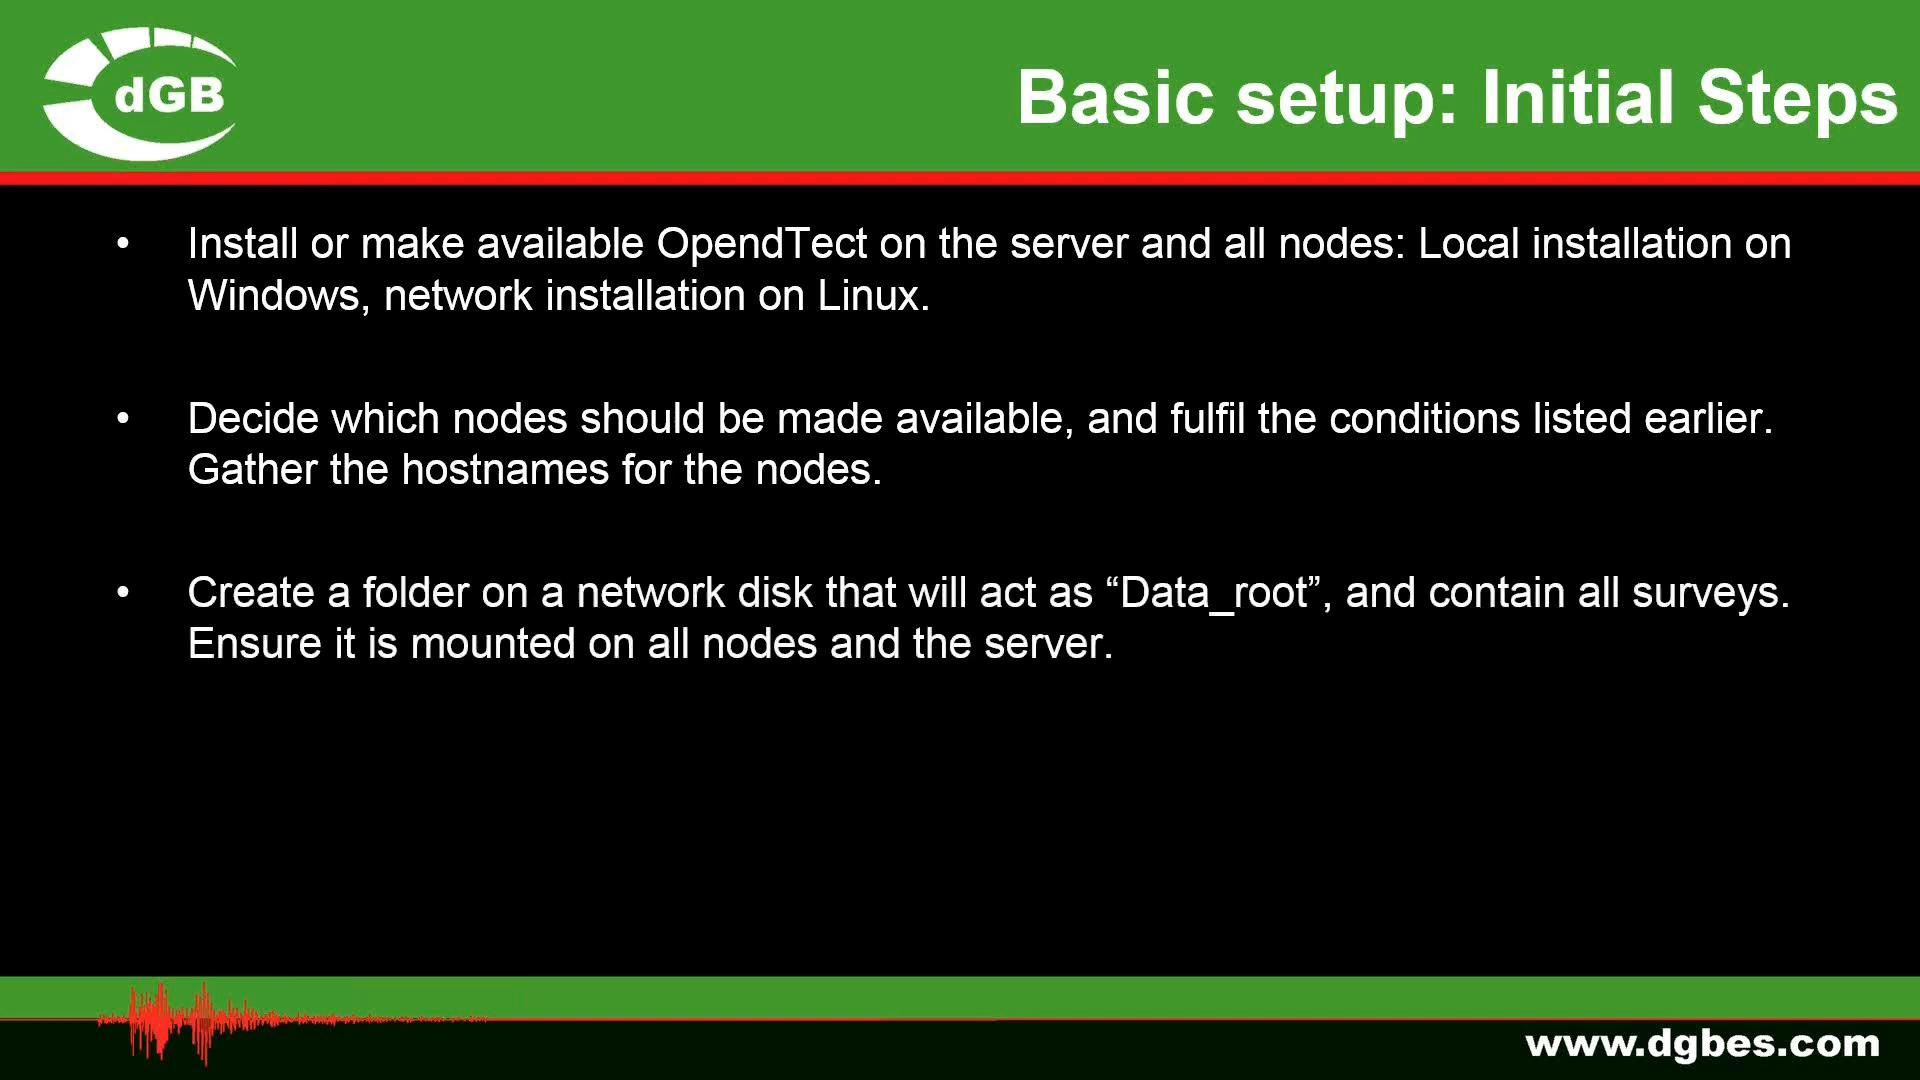 dGB
Basic setup: Initial Steps
• Install or make available OpendTect on the server and all nodes: Local installation on
Windows, network installation on Linux.
• Decide which nodes should be made available, and fulfil the conditions listed earlier.
Gather the hostnames for the nodes.
• Create a folder on a network disk that will act as “Data_root”, and contain all surveys.
Ensure it is mounted on all nodes and the server.
www.dgbes.com